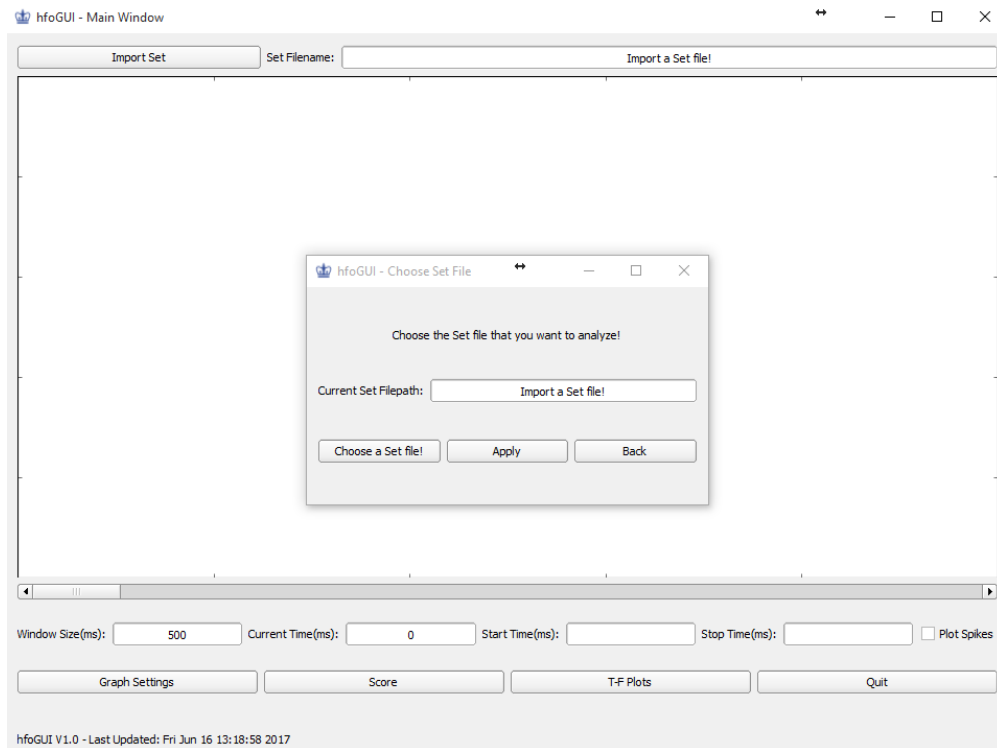 hfoGUI - Main Window
Import Set Set Filename: Import a Set file!
hfoGUI - Choose Set File
Choose the Set file that you want to analyze!
Current Set Filepath: Import a Set file!
Choose a Set file! Apply Back
Window Size(ms): 500 Current Time(ms): 0 Start Time(ms): Stop Time(ms): Plot Spikes
Graph Settings Score T-F Plots Quit
hfoGUI V1.0 - Last Updated: Fri Jun 16 13:18:58 2017